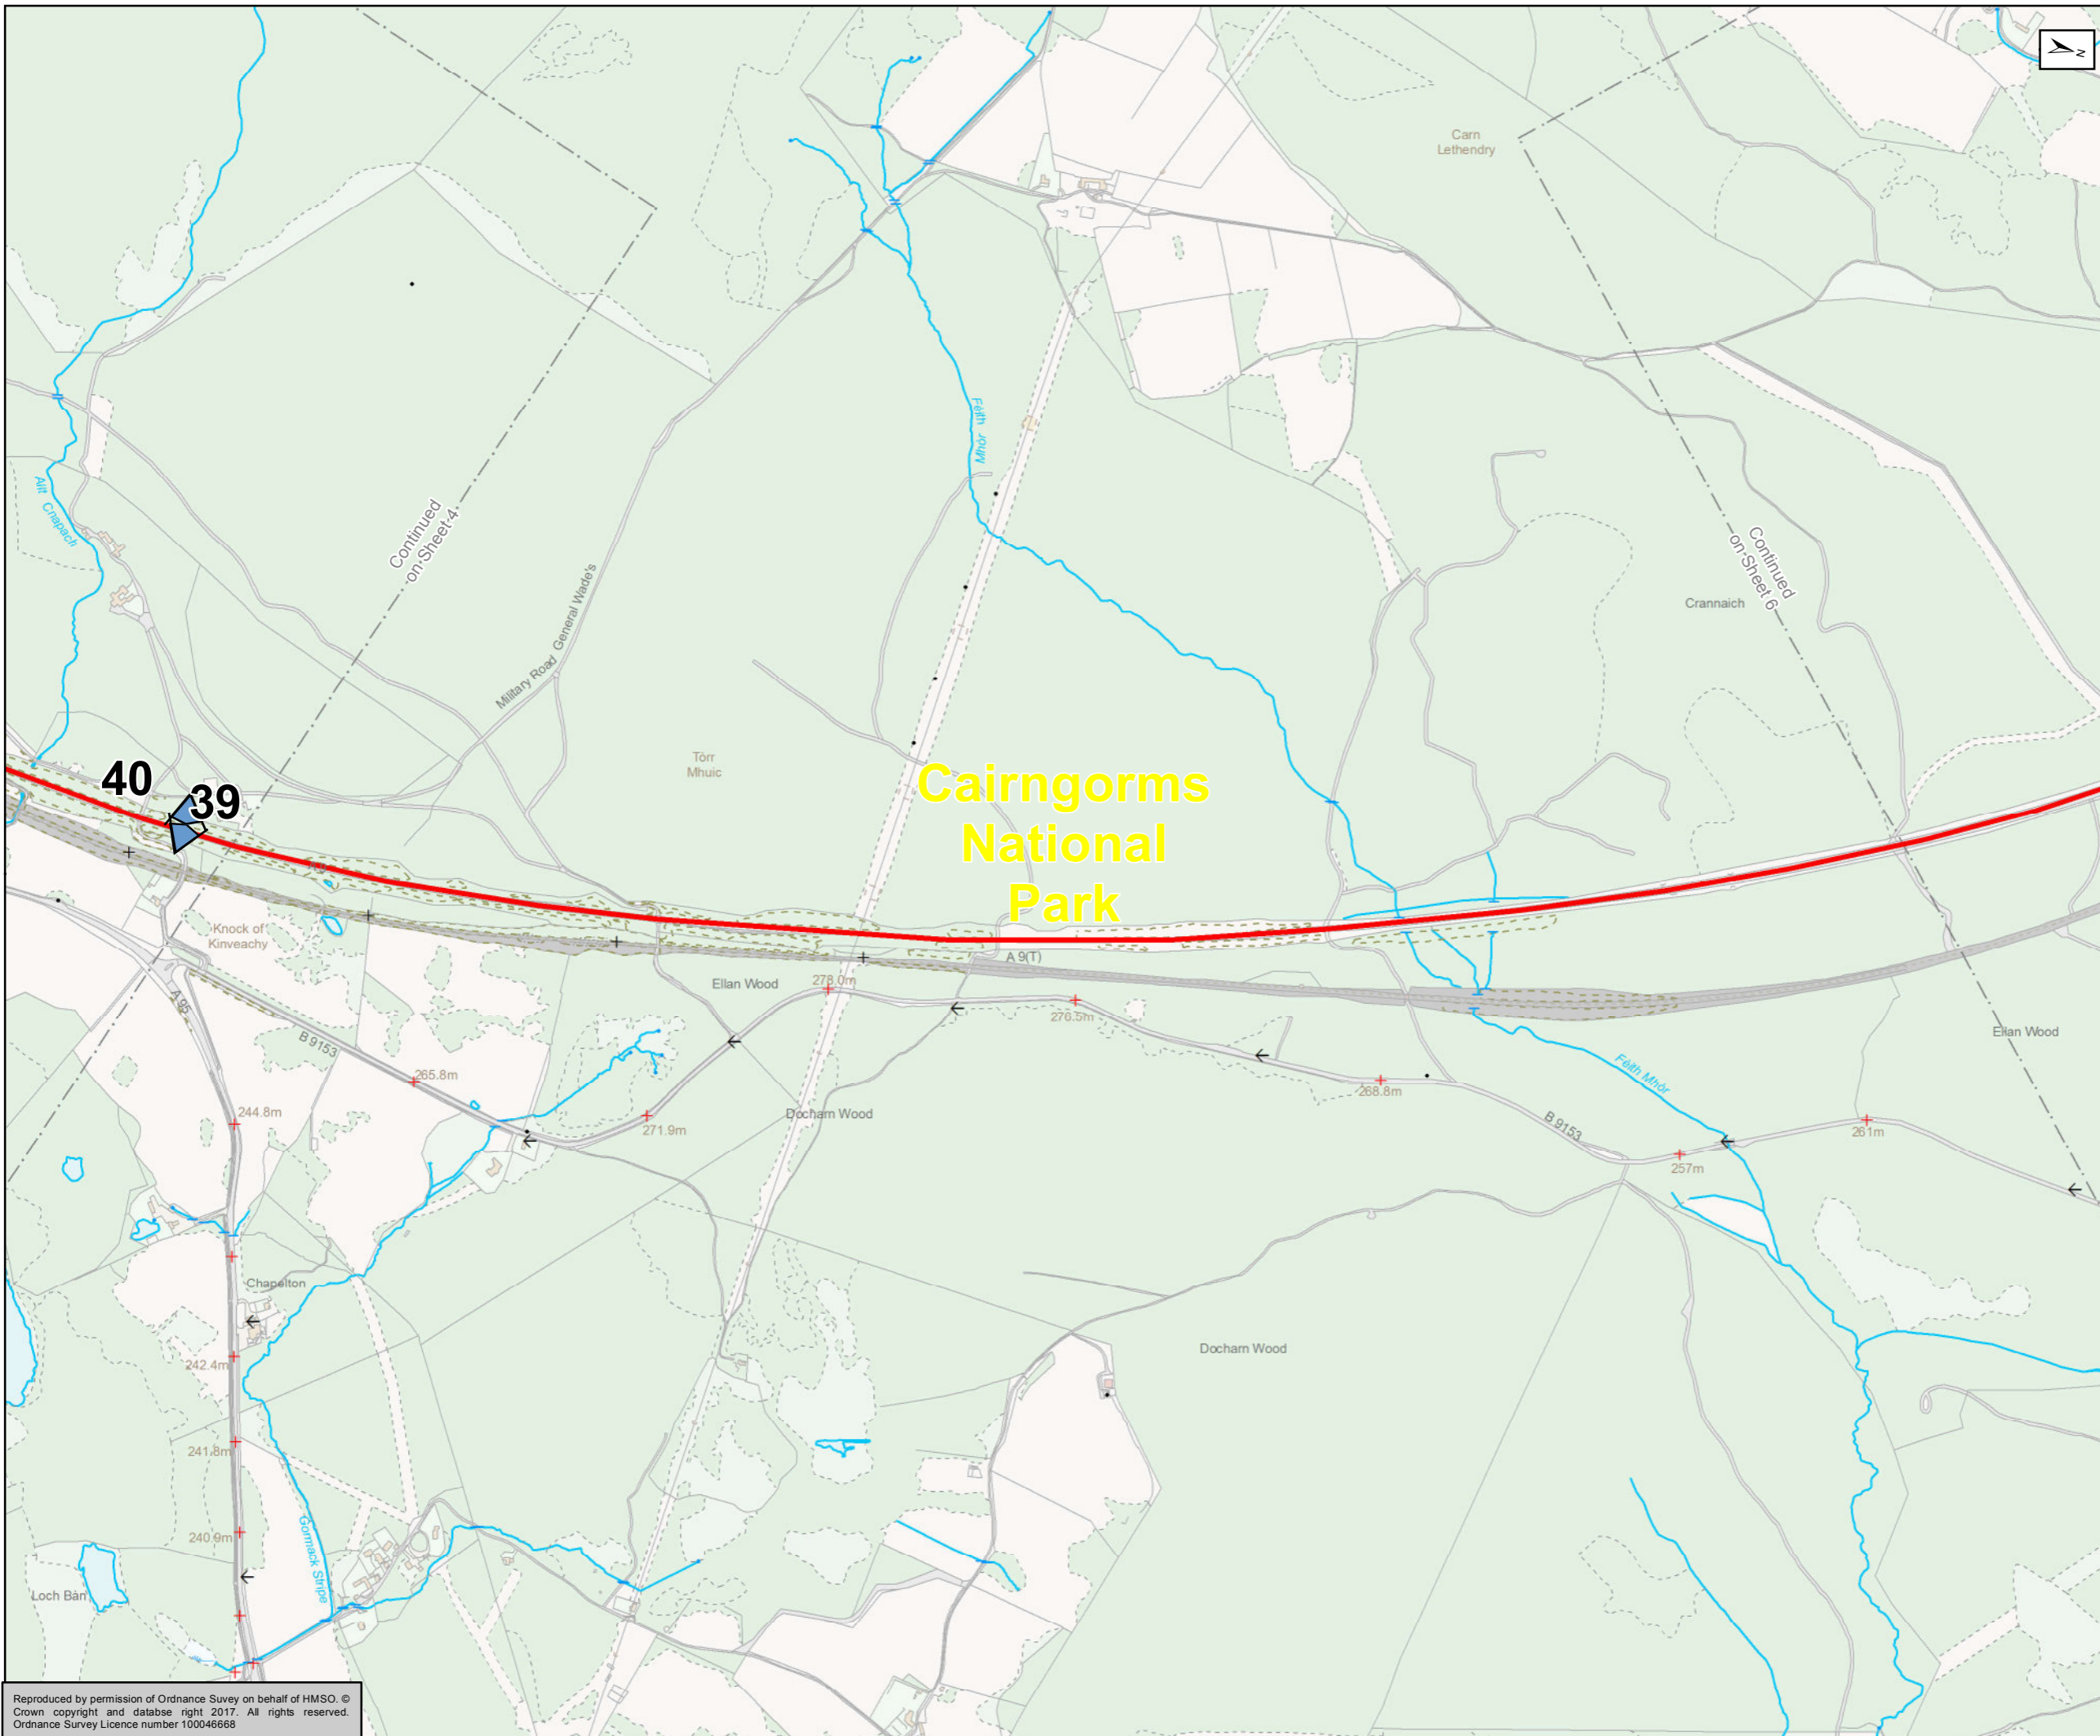 N
Carn
Lethendry
Allt Cnapach
Continued
on Sheet 4
Fèith Mhòr
Military Road General Wade's
Continued
on Sheet 6
Crannaich
Tòrr
Mhuic
40
39
Cairngorms
National
Park
Knock of
Kinveachy
A 9(T)
Ellan Wood
273.0m
276.5m
A 95
B 9153
265.8m
Ellan Wood
Fèith Mhòr
244.8m
271.9m
Docharn Wood
268.8m
B 9153
261m
257m
Chapelton
242.4m
Docharn Wood
241.8m
240.9m
Gormack Stripe
Loch Bàn
Reproduced by permission of Ordnance Suvey on behalf of HMSO. ©
Crown copyright and databse right 2017. All rights reserved.
Ordnance Survey Licence number 100046668